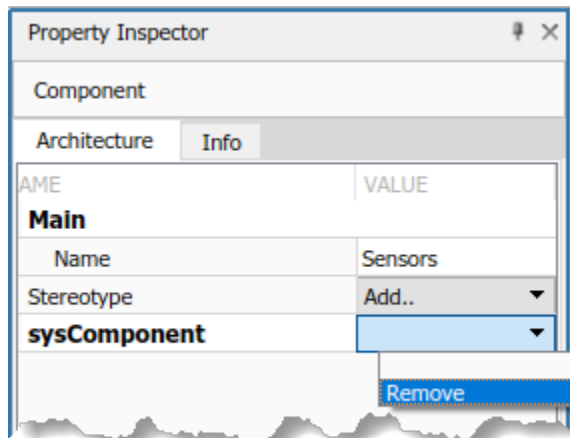 Property Inspector
Component
Architecture Info
AME VALUE
Main
Name Sensors
Stereotype Add..
sysComponent
Remove